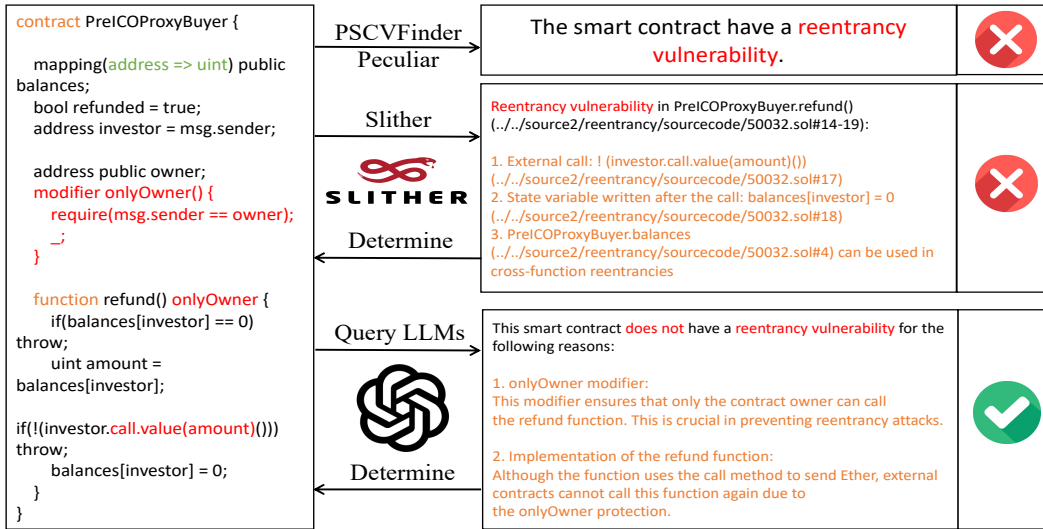 contract PreICOProxyBuyer {
mapping(address => uint) public
balances;
bool refunded = true;
address investor = msg.sender;
address public owner;
modifier onlyOwner() {
require(msg.sender == owner);
_;
}
function refund() onlyOwner {
if(balances[investor] == 0)
throw;
uint amount =
balances[investor];
if(!(investor.call.value(amount)()))
throw;
balances[investor] = 0;
}
}
PSCVFinder
Peculiar
The smart contract have a reentrancy
vulnerability.
Slither
SLITHER
Determine
Reentrancy vulnerability in PreICOProxyBuyer.refund()
(../../source2/reentrancy/sourcecode/50032.sol#14-19):
1. External call: ! (investor.call.value(amount)())
(../../source2/reentrancy/sourcecode/50032.sol#17)
2. State variable written after the call: balances[investor] = 0
(../../source2/reentrancy/sourcecode/50032.sol#18)
3. PreICOProxyBuyer.balances
(../../source2/reentrancy/sourcecode/50032.sol#4) can be used in
cross-function reentrancies
Query LLMs
Determine
This smart contract does not have a reentrancy vulnerability for the
following reasons:
1. onlyOwner modifier:
This modifier ensures that only the contract owner can call
the refund function. This is crucial in preventing reentrancy attacks.
2. Implementation of the refund function:
Although the function uses the call method to send Ether, external
contracts cannot call this function again due to
the onlyOwner protection.